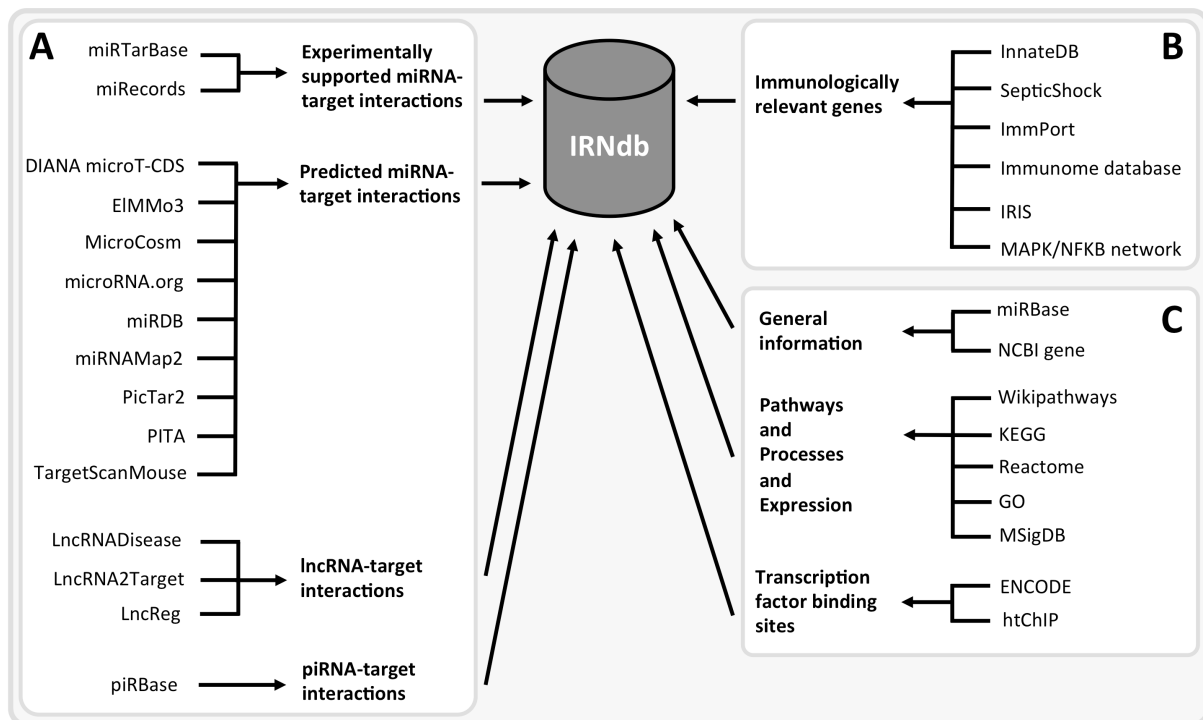 A
miRTarBase
miRecords
Experimentally
supported miRNA-
target interactions
DIANA microT-CDS
ElMMo3
MicroCosm
microRNA.org
miRDB
miRNAMap2
PicTar2
PITA
TargetScanMouse
Predicted miRNA-
target interactions
LncRNADisease
LncRNA2Target
LncReg
lncRNA-target
interactions
piRBase
piRNA-target
interactions
IRNdb
B
Immunologically
relevant genes
InnateDB
SepticShock
ImmPort
Immunome database
IRIS
MAPK/NFKB network
C
General
information
miRBase
NCBI gene
Pathways
and
Processes
and
Expression
Wikipathways
KEGG
Reactome
GO
MSigDB
Transcription
factor binding
sites
ENCODE
htChIP